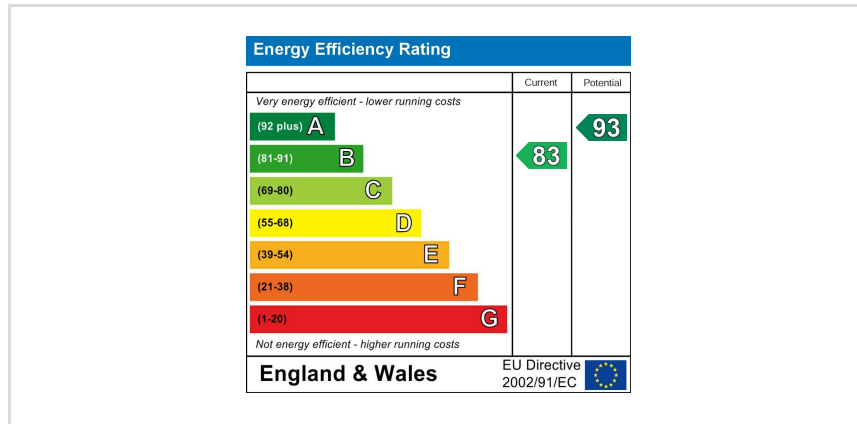 Energy Efficiency Rating
Current Potential
Very energy efficient - lower running costs
(92 plus) A 93
(81-91) B 83
(69-80) C
(55-68) D
(39-54) E
(21-38) F
(1-20) G
Not energy efficient - higher running costs
England & Wales
EU Directive
2002/91/EC